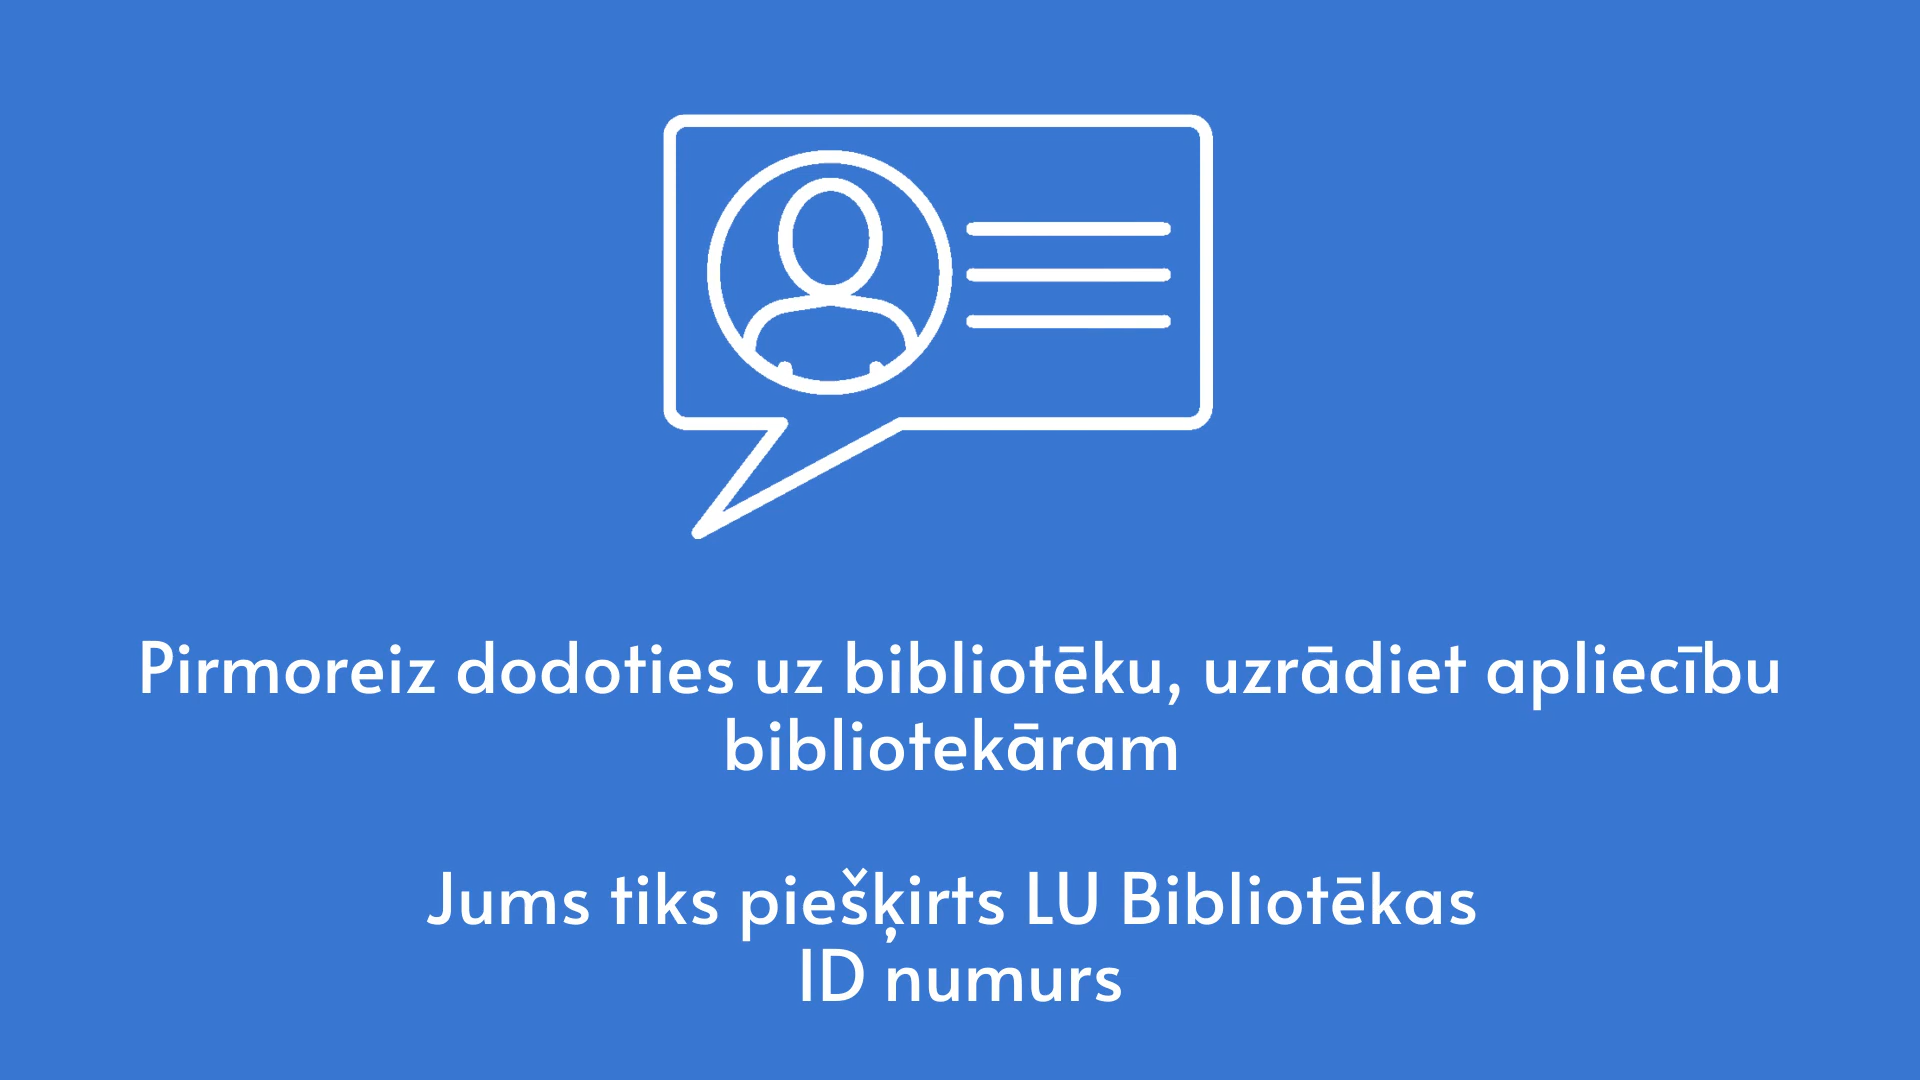 Pirmoreiz dodoties uz bibliotēku, uzrādiet apliecību
bibliotekāram
Jums tiks piešķirts LU Bibliotēkas
ID numurs